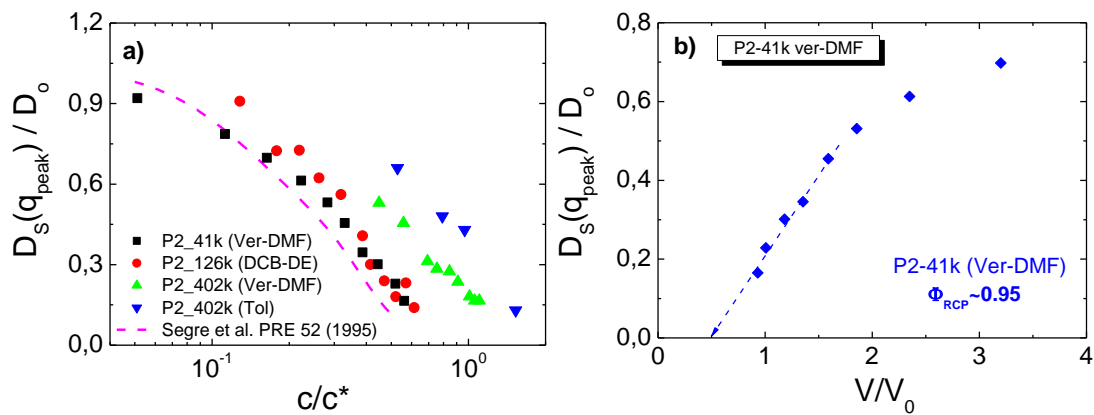 a)
1,2
0,9
0,6
0,3
0,0
D_S(q_peak) / D_o
P2_41k (Ver-DMF)
P2_126k (DCB-DE)
P2_402k (Ver-DMF)
P2_402k (Tol)
Segre et al. PRE 52 (1995)
10^-1
10^0
c/c*
b)
P2-41k ver-DMF
0,8
0,6
0,4
0,2
0,0
D_S(q_peak) / D_o
P2-41k (Ver-DMF)
Φ_RCP~0.95
0 1 2 3 4
V/V_0